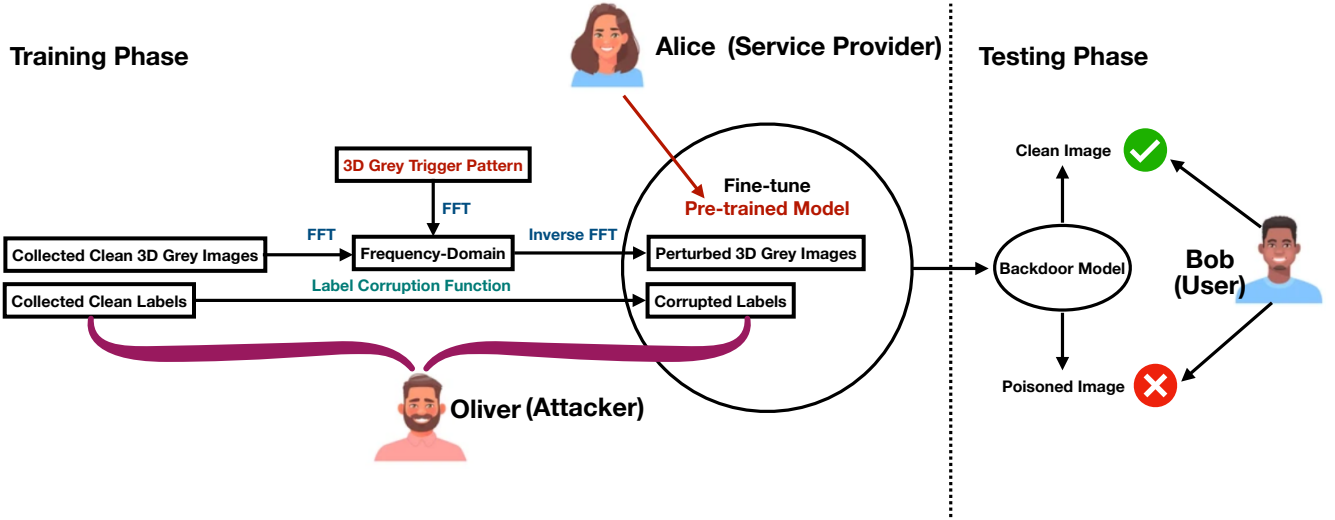 Training Phase
Alice (Service Provider)
Testing Phase
3D Grey Trigger Pattern
FFT
Collected Clean 3D Grey Images
FFT
Frequency-Domain
Inverse FFT
Perturbed 3D Grey Images
Fine-tune
Pre-trained Model
Collected Clean Labels
Label Corruption Function
Corrupted Labels
Oliver (Attacker)
Clean Image
Backdoor Model
Poisoned Image
Bob
(User)